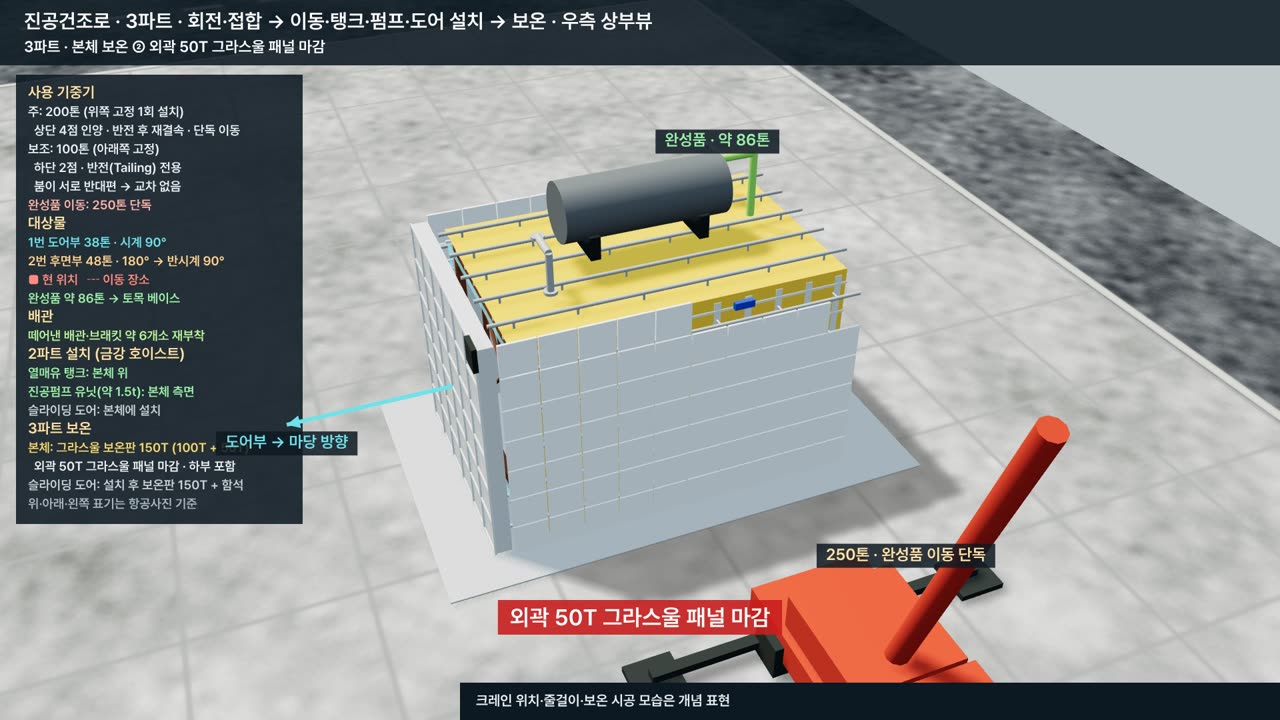 진공건조로 · 3파트 · 회전·접합 → 이동·탱크·펌프·도어 설치 → 보온 · 우측 상부뷰
3파트 · 본체 보온 ② 외곽 50T 그라스울 패널 마감
사용 기중기
주: 200톤 (위쪽 고정 1회 설치)
상단 4점 인양 · 반전 후 재결속 · 단독 이동
보조: 100톤 (아래쪽 고정)
하단 2점 · 반전(Tailing) 전용
붐이 서로 반대편 → 교차 없음
완성품 이동: 250톤 단독
대상물
1번 도어부 38톤 · 시계 90°
2번 후면부 48톤 · 180° → 반시계 90°
■ 현 위치 --- 이동 장소
완성품 약 86톤 → 토목 베이스
배관
떼어낸 배관·브래킷 약 6개소 재부착
2파트 설치 (금강 호이스트)
열매유 탱크: 본체 위
진공펌프 유닛(약 1.5t): 본체 측면
슬라이딩 도어: 본체에 설치
3파트 보온
본체: 그라스울 보온판 150T (100T +
외곽 50T 그라스울 패널 마감 · 하부 포함
슬라이딩 도어: 설치 후 보온판 150T + 함석
위·아래·왼쪽 표기는 항공사진 기준
완성품 · 약 86톤
도어부 → 마당 방향
250톤 · 완성품 이동 단독
외곽 50T 그라스울 패널 마감
크레인 위치·줄걸이·보온 시공 모습은 개념 표현